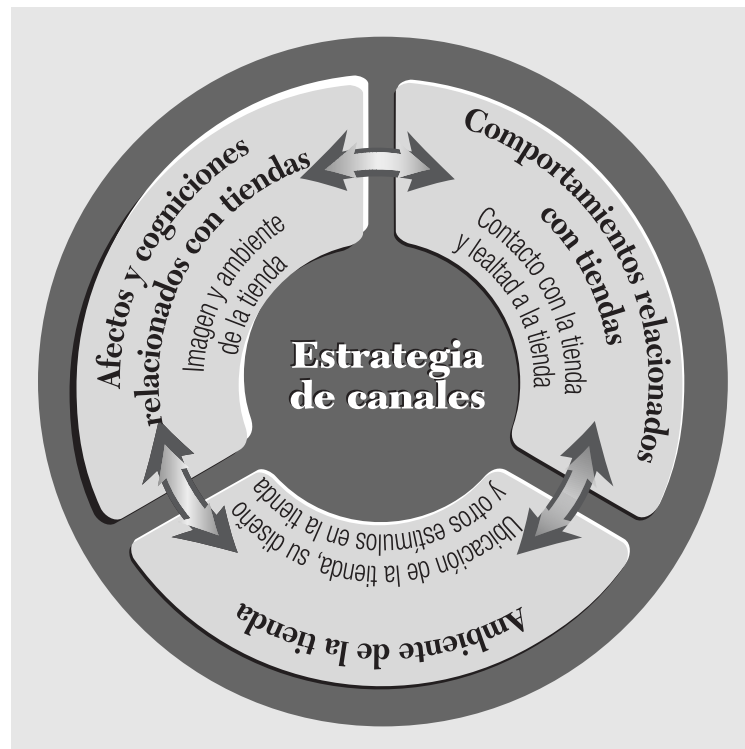 Afectos y cogniciones
relacionados con tiendas
Imagen y ambiente
de la tienda
Comportamientos relacionados
con tiendas
Contacto con la tienda
y lealtad a la tienda
Estrategia
de canales
Ubicación de la tienda, su diseño
y otros estímulos en la tienda
Ambiente de la tienda